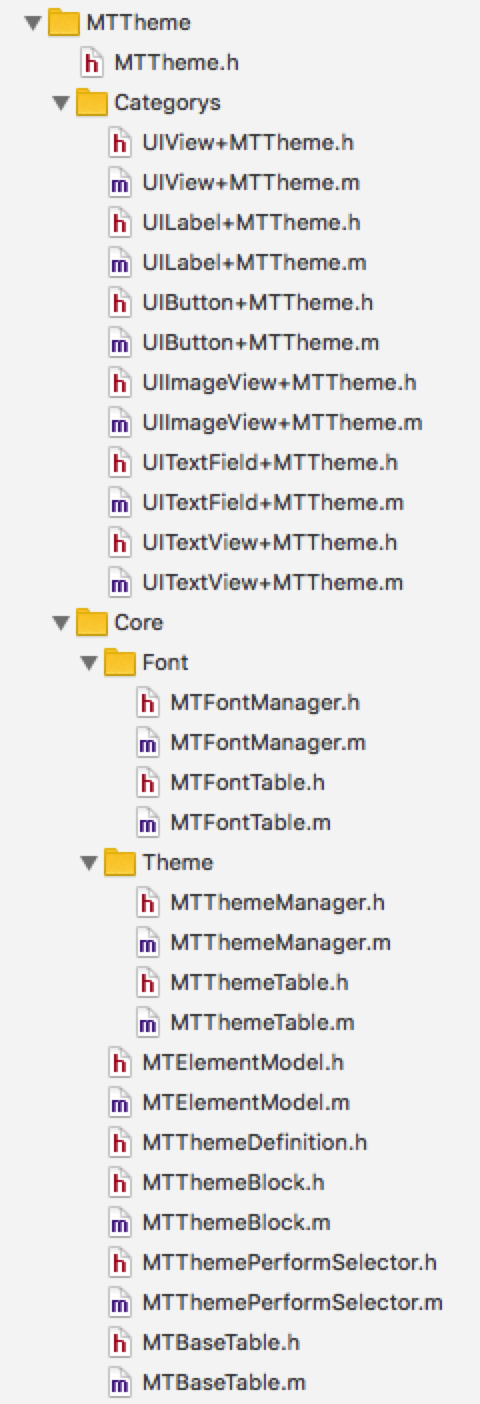 MTTheme
h MTTheme.h
Categorys
h UIView+MTTheme.h
m UIView+MTTheme.m
h UILabel+MTTheme.h
m UILabel+MTTheme.m
h UIButton+MTTheme.h
m UIButton+MTTheme.m
h UIImageView+MTTheme.h
m UIImageView+MTTheme.m
h UITextField+MTTheme.h
m UITextField+MTTheme.m
h UITextView+MTTheme.h
m UITextView+MTTheme.m
Core
Font
h MTFontManager.h
m MTFontManager.m
h MTFontTable.h
m MTFontTable.m
Theme
h MTThemeManager.h
m MTThemeManager.m
h MTThemeTable.h
m MTThemeTable.m
h MTElementModel.h
m MTElementModel.m
h MTThemeDefinition.h
h MTThemeBlock.h
m MTThemeBlock.m
h MTThemePerformSelector.h
m MTThemePerformSelector.m
h MTBaseTable.h
m MTBaseTable.m